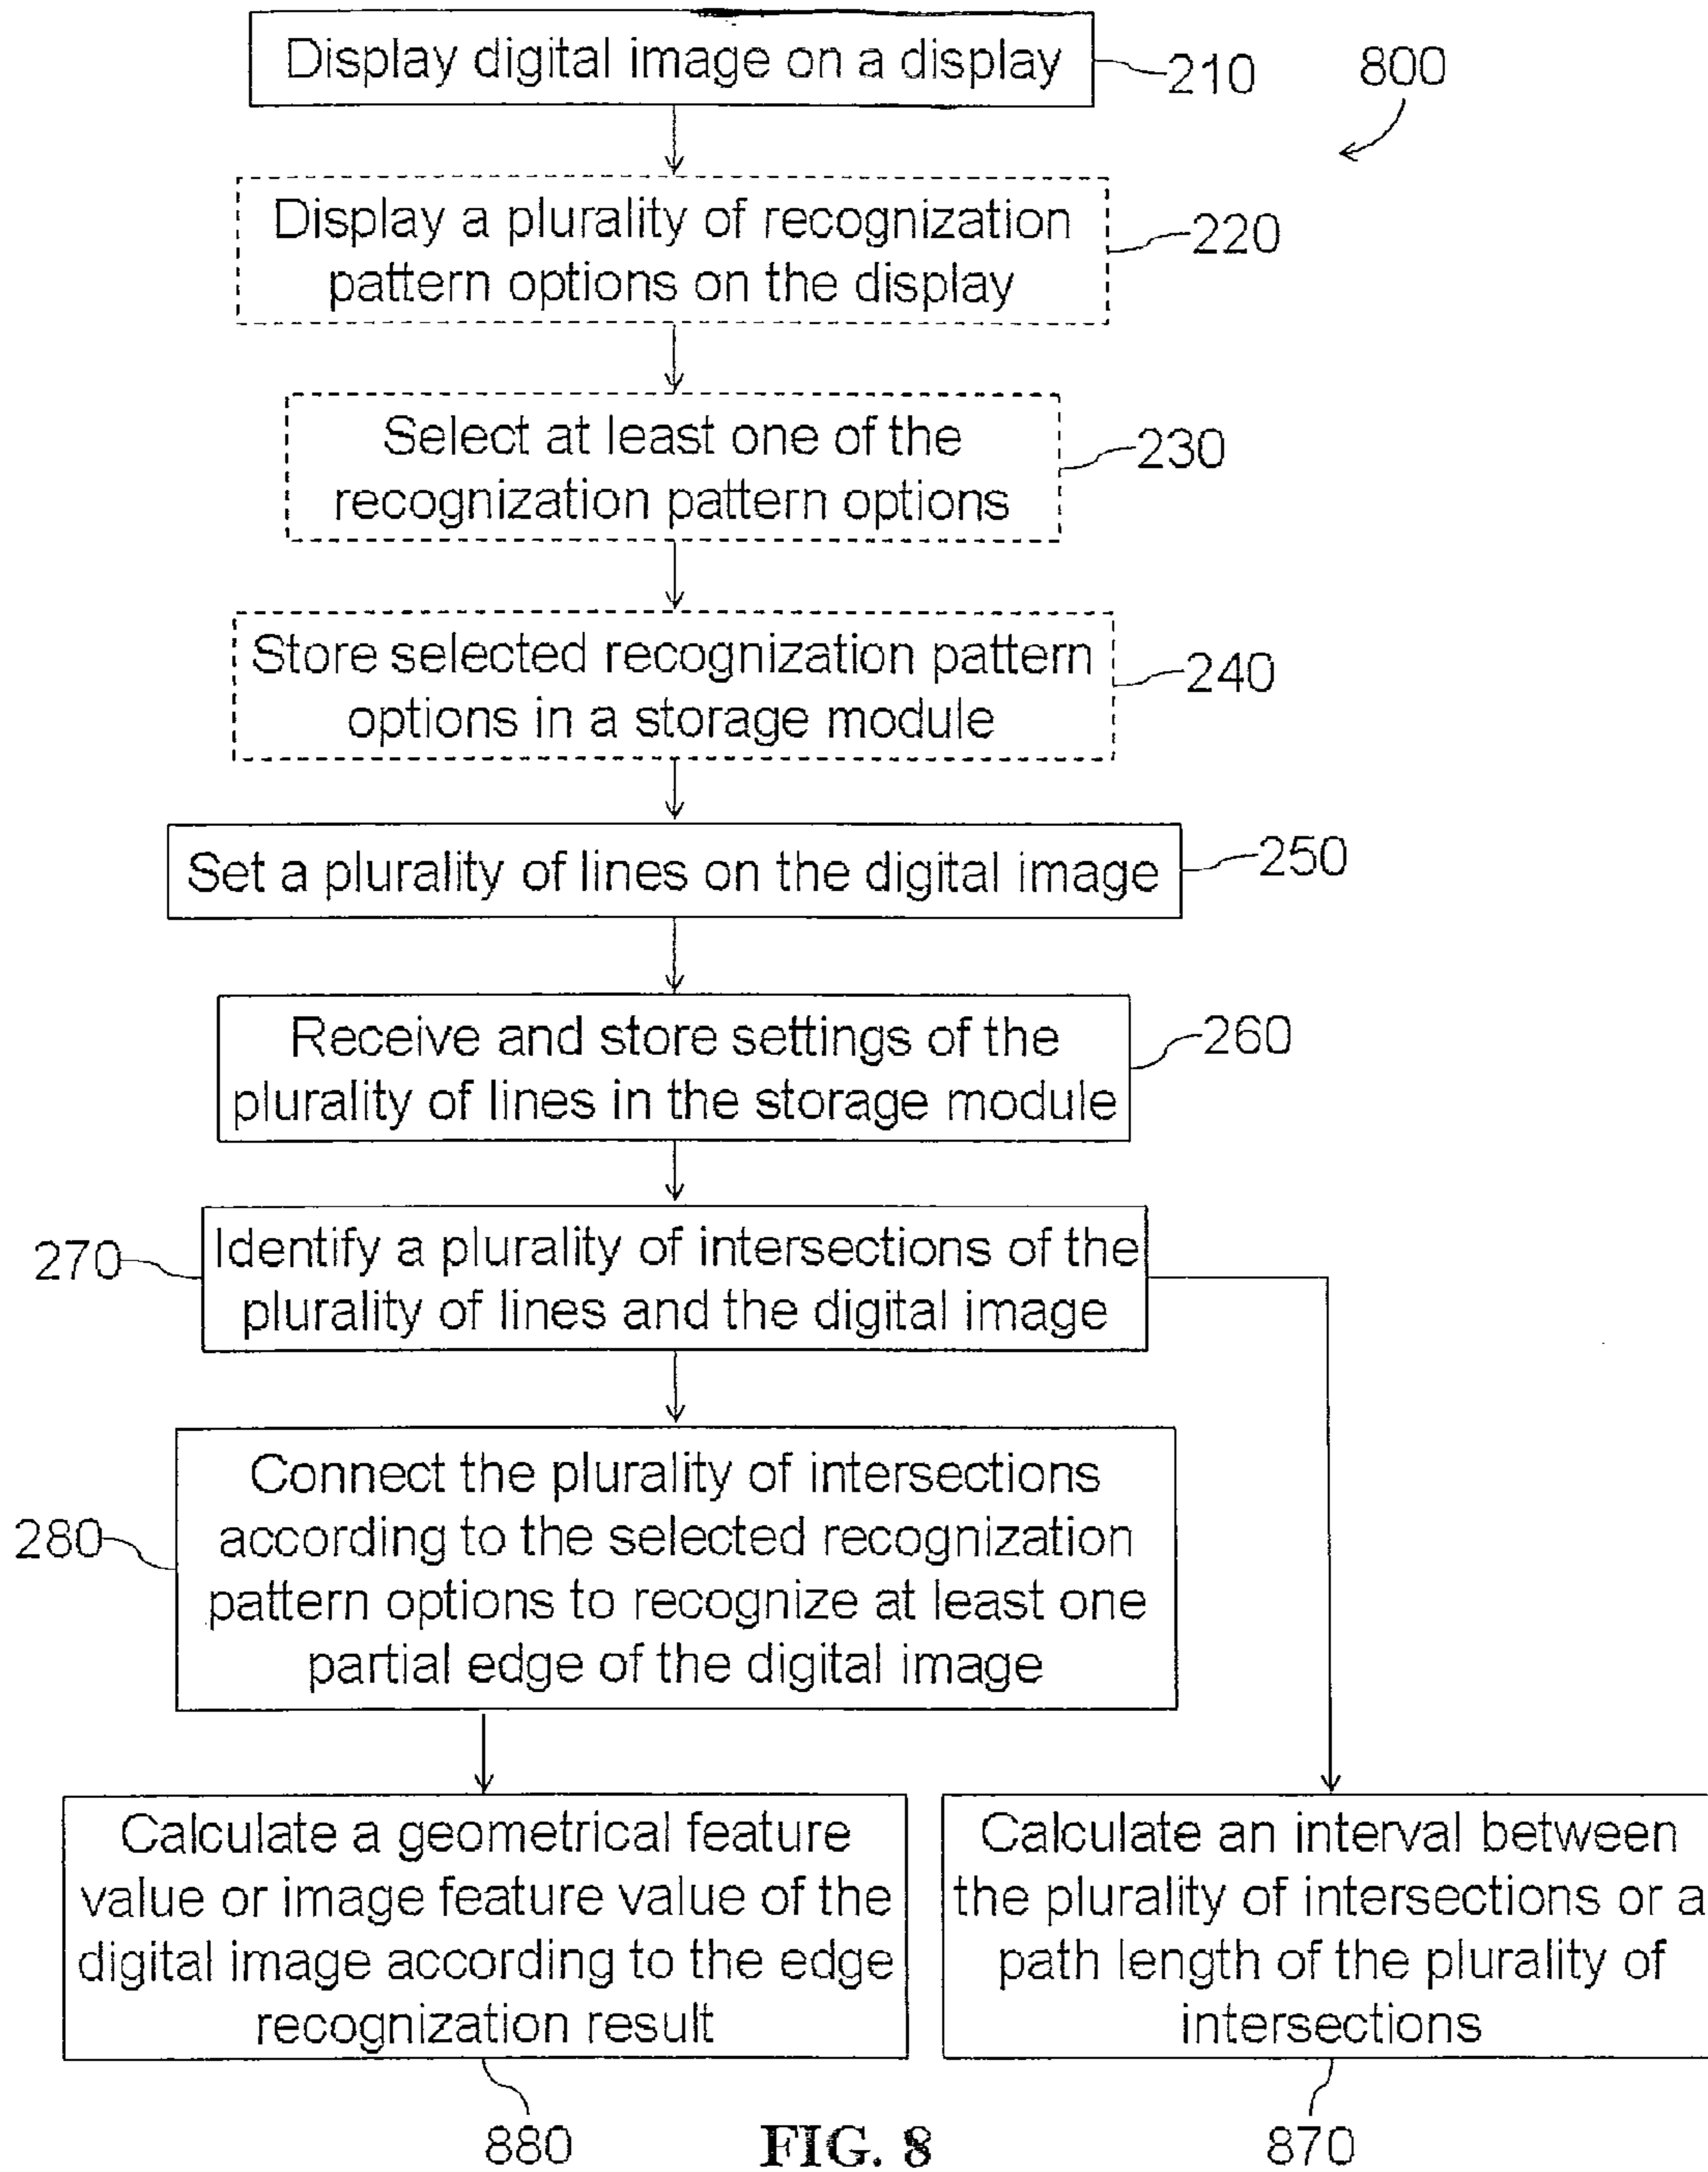 Display digital image on a display
210
800
Display a plurality of recognization
pattern options on the display
220
Select at least one of the
recognization pattern options
230
Store selected recognization pattern
options in a storage module
240
Set a plurality of lines on the digital image
250
Receive and store settings of the
plurality of lines in the storage module
260
270
Identify a plurality of intersections of the
plurality of lines and the digital image
280
Connect the plurality of intersections
according to the selected recognization
pattern options to recognize at least one
partial edge of the digital image
Calculate a geometrical feature
value or image feature value of the
digital image according to the edge
recognization result
Calculate an interval between
the plurality of intersections or a
path length of the plurality of
intersections
880
FIG. 8
870